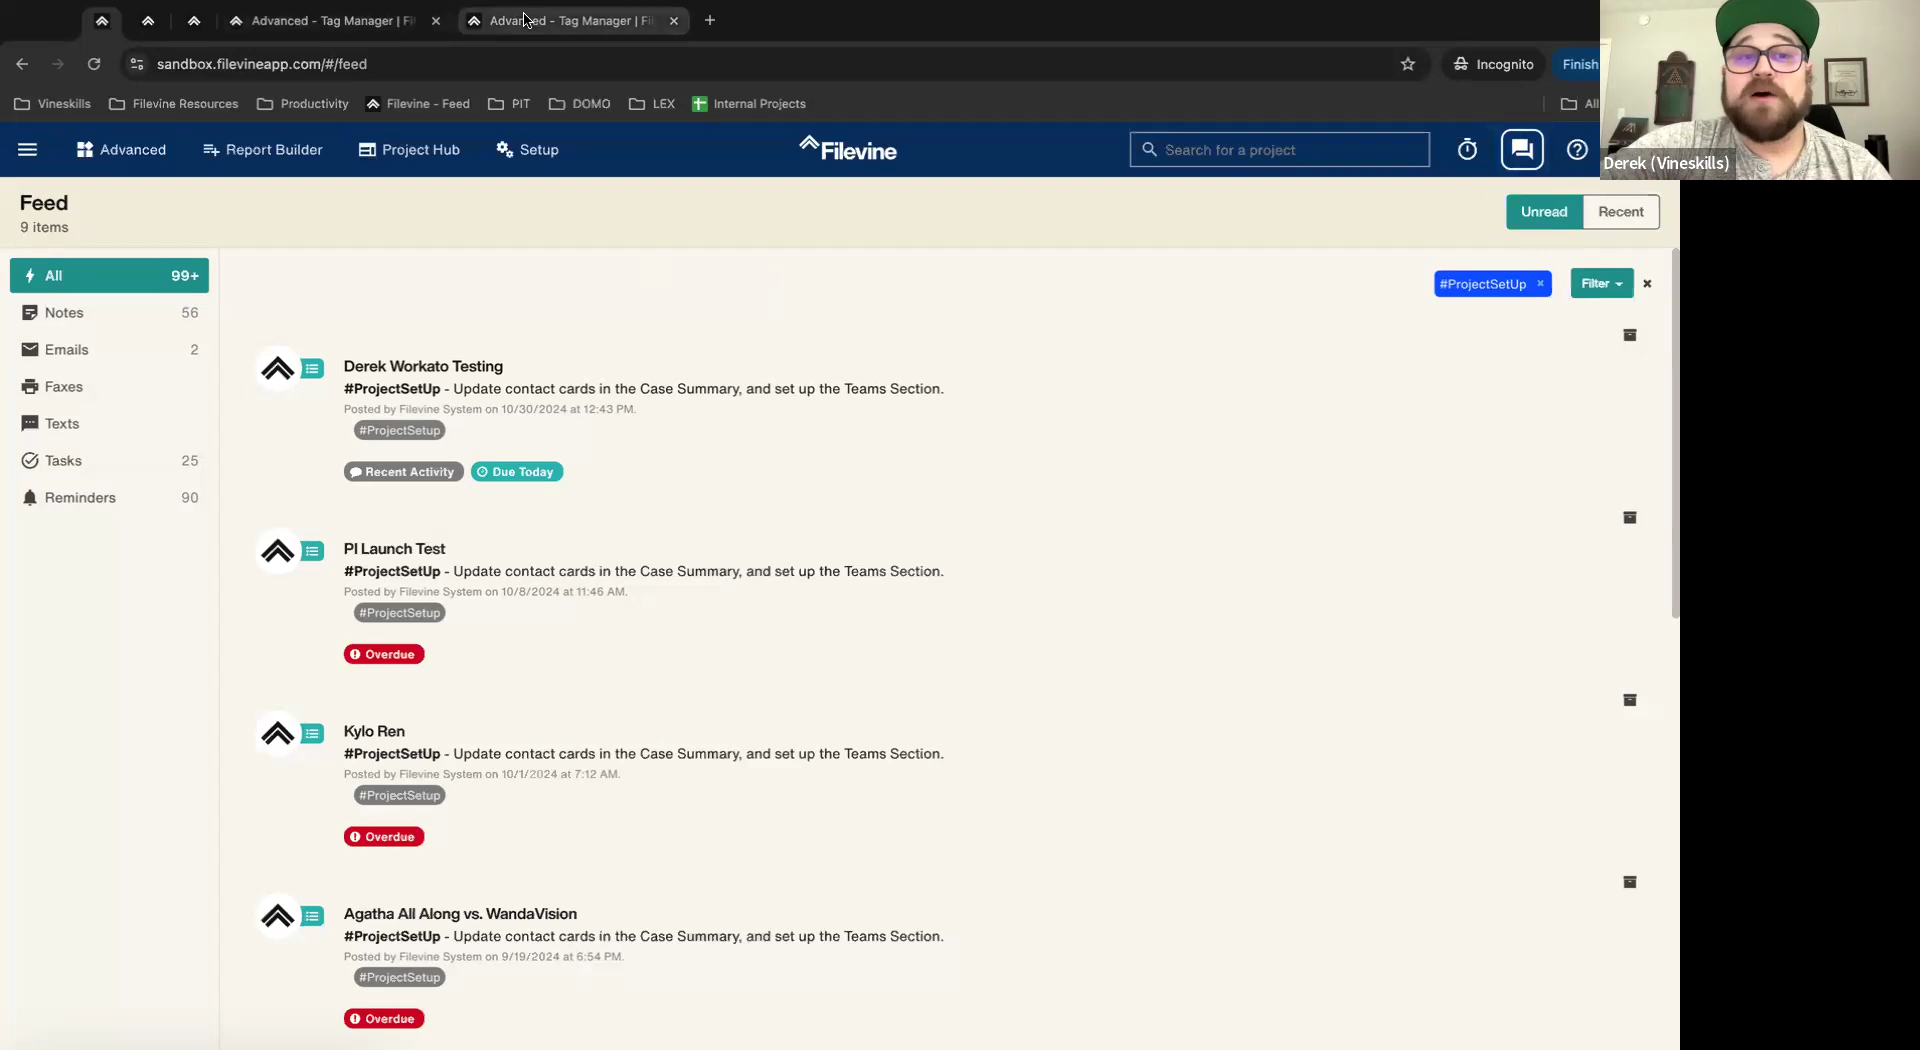 Advanced - Tag Manager | Fi
Advanced - Tag Manager | Fi
sandbox.filevineapp.com/#/feed
Incognito
Finish
Vineskills
Filevine Resources
Productivity
Filevine - Feed
PIT
DOMO
LEX
Internal Projects
All
Advanced
Report Builder
Project Hub
Setup
Filevine
Search for a project
Derek (Vineskills)
Feed
9 items
Unread
Recent
All 99+
Notes 56
Emails 2
Faxes
Texts
Tasks 25
Reminders 90
#ProjectSetUp ×
Filter
Derek Workato Testing
#ProjectSetUp - Update contact cards in the Case Summary, and set up the Teams Section.
Posted by Filevine System on 10/30/2024 at 12:43 PM.
#ProjectSetup
Recent Activity
Due Today
PI Launch Test
#ProjectSetUp - Update contact cards in the Case Summary, and set up the Teams Section.
Posted by Filevine System on 10/8/2024 at 11:46 AM.
#ProjectSetup
Overdue
Kylo Ren
#ProjectSetUp - Update contact cards in the Case Summary, and set up the Teams Section.
Posted by Filevine System on 10/1/2024 at 7:12 AM.
#ProjectSetup
Overdue
Agatha All Along vs. WandaVision
#ProjectSetUp - Update contact cards in the Case Summary, and set up the Teams Section.
Posted by Filevine System on 9/19/2024 at 6:54 PM.
#ProjectSetup
Overdue